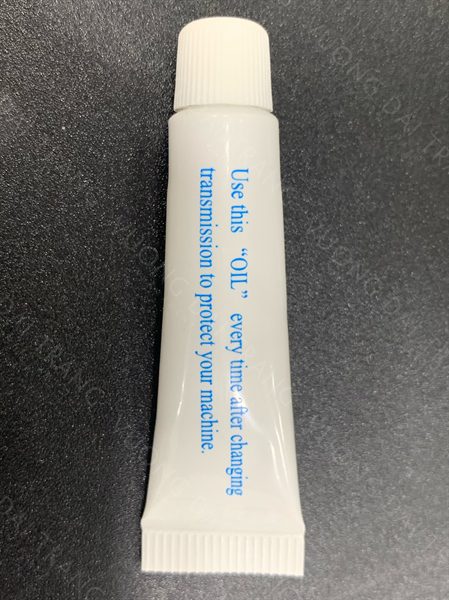 Use this “OIL” every time after changing
transmission to protect your machine.